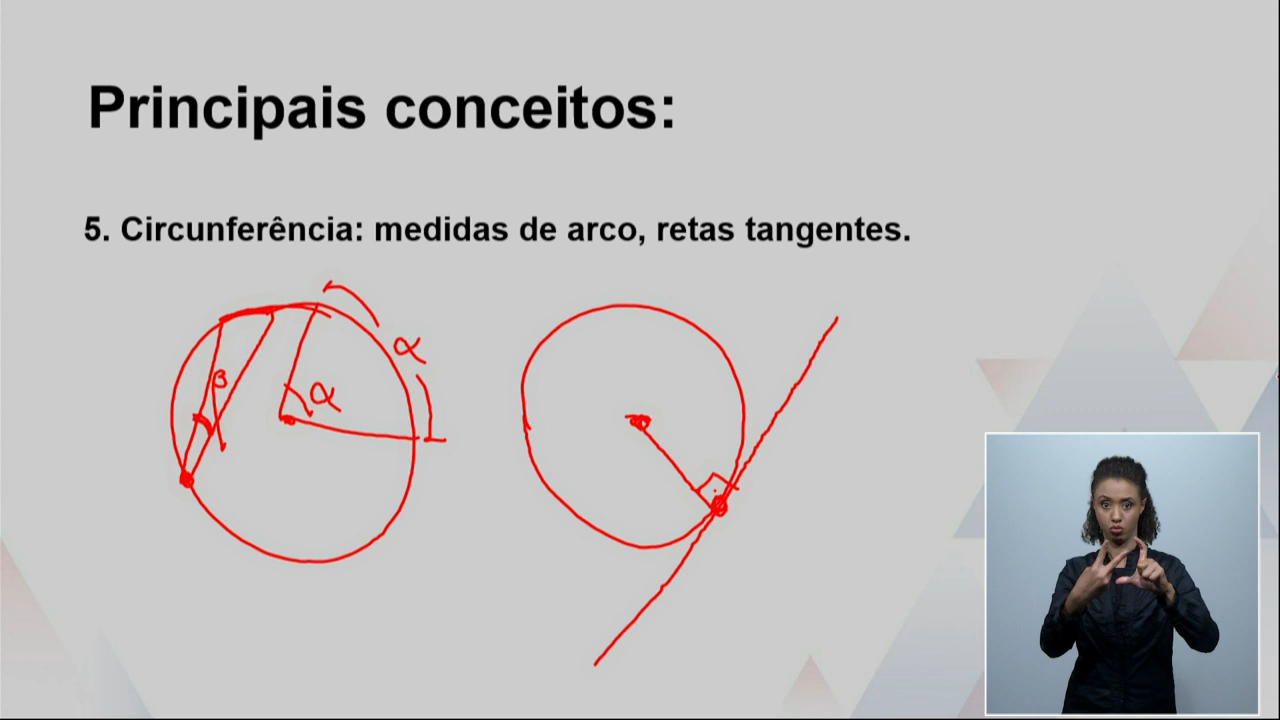 Principais conceitos:
5. Circunferência: medidas de arco, retas tangentes.
α
β α